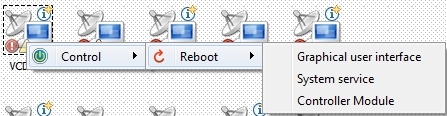 VCD
Control
Reboot
Graphical user interface
System service
Controller Module